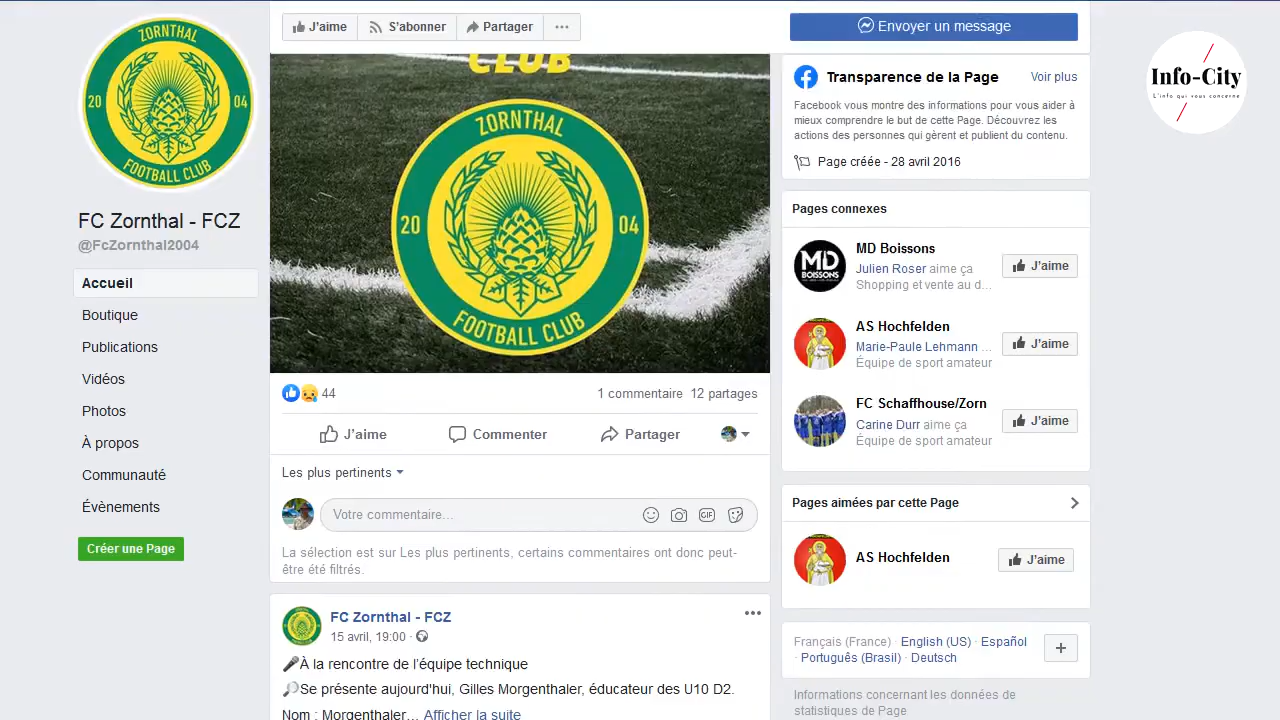 ZORNTHAL
20 04
FOOTBALL CLUB
FC Zornthal - FCZ
@FcZornthal2004
Accueil
Boutique
Publications
Vidéos
Photos
À propos
Communauté
Évènements
Créer une Page
J'aime S'abonner Partager ...
Envoyer un message
CLUB
ZORNTHAL
20 04
FOOTBALL CLUB
44 1 commentaire 12 partages
J'aime Commenter Partager
Les plus pertinents
Votre commentaire...
GIF
La sélection est sur Les plus pertinents, certains commentaires ont donc peut-
être été filtrés.
FC Zornthal - FCZ
15 avril, 19:00 ·
À la rencontre de l'équipe technique
Se présente aujourd'hui, Gilles Morgenthaler, éducateur des U10 D2.
Nom : Morgenthaler... Afficher la suite
Transparence de la Page Voir plus
Facebook vous montre des informations pour vous aider à
mieux comprendre le but de cette Page. Découvrez les
actions des personnes qui gèrent et publient du contenu.
Page créée - 28 avril 2016
Pages connexes
MD
BOISSONS
MD Boissons
Julien Roser aime ça
Shopping et vente au d...
J'aime
AS Hochfelden
Marie-Paule Lehmann ...
Équipe de sport amateur
J'aime
FC Schaffhouse/Zorn
Carine Durr aime ça
Équipe de sport amateur
J'aime
Pages aimées par cette Page
AS Hochfelden
J'aime
Français (France) · English (US) · Español
· Português (Brasil) · Deutsch
+
Informations concernant les données de
statistiques de Page
Info-City
L'info qui vous concerne